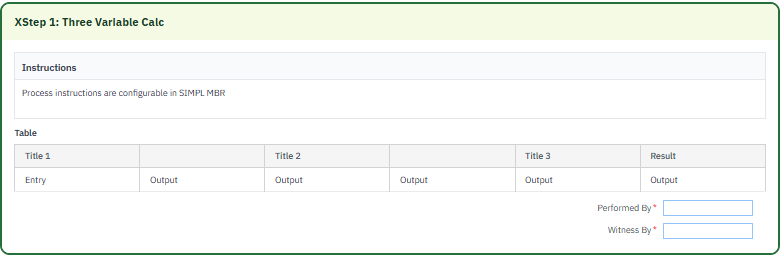 XStep 1: Three Variable Calc
Instructions
Process instructions are configurable in SIMPL MBR
Table
Title 1 Title 2 Title 3 Result
Entry Output Output Output Output Output
Performed By*
Witness By*